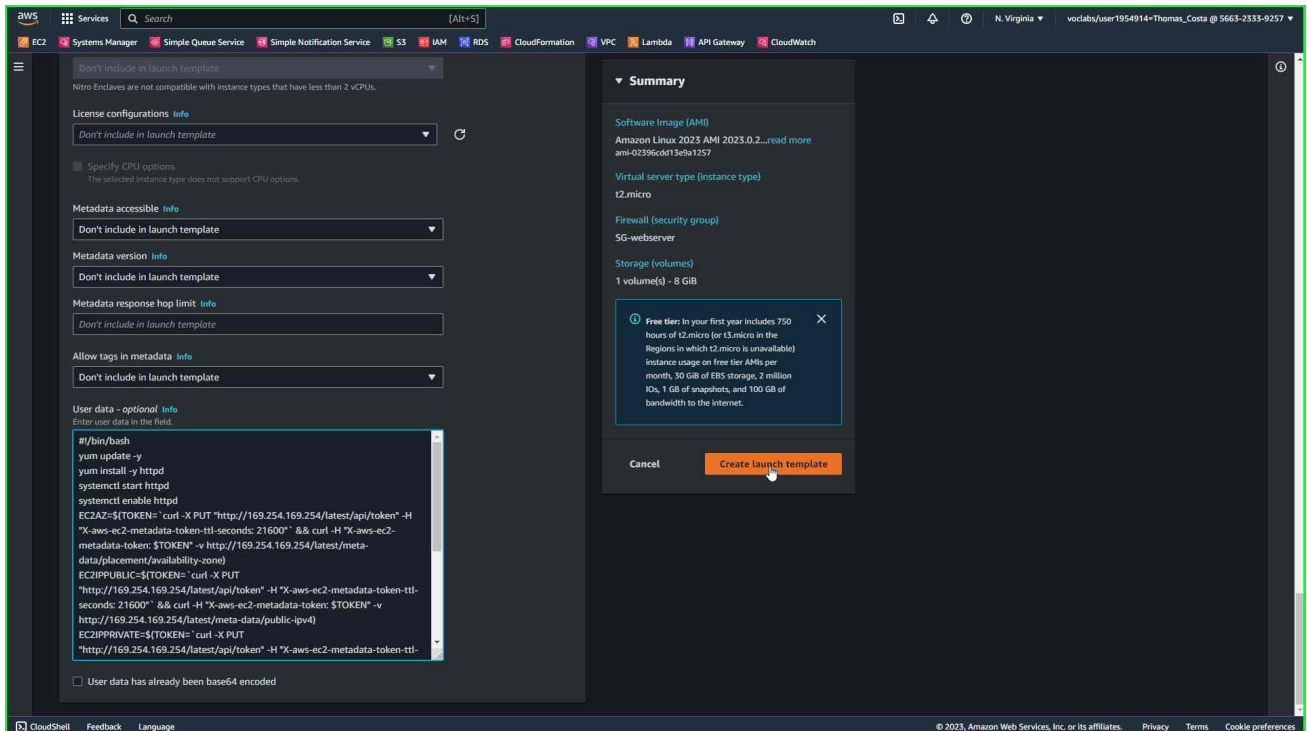 aws
Services
Search
[Alt+S]
N. Virginia
voclabs/user1954914=Thomas_Costa @ 5663-2333-9257
EC2
Systems Manager
Simple Queue Service
Simple Notification Service
S3
IAM
RDS
CloudFormation
VPC
Lambda
API Gateway
CloudWatch
Don't include in launch template
Nitro Enclaves are not compatible with instance types that have less than 2 vCPUs.
License configurations Info
Don't include in launch template
Specify CPU options
The selected instance type does not support CPU options.
Metadata accessible Info
Don't include in launch template
Metadata version Info
Don't include in launch template
Metadata response hop limit Info
Don't include in launch template
Allow tags in metadata Info
Don't include in launch template
User data - optional Info
Enter user data in the field.
#!/bin/bash
yum update -y
yum install -y httpd
systemctl start httpd
systemctl enable httpd
EC2AZ=$(TOKEN=`curl -X PUT "http://169.254.169.254/latest/api/token" -H
"X-aws-ec2-metadata-token-ttl-seconds: 21600"` && curl -H "X-aws-ec2-
metadata-token: $TOKEN" -v http://169.254.169.254/latest/meta-
data/placement/availability-zone)
EC2IPPUBLIC=$(TOKEN=`curl -X PUT
"http://169.254.169.254/latest/api/token" -H "X-aws-ec2-metadata-token-ttl-
seconds: 21600"` && curl -H "X-aws-ec2-metadata-token: $TOKEN" -v
http://169.254.169.254/latest/meta-data/public-ipv4)
EC2IPPRIVATE=$(TOKEN=`curl -X PUT
"http://169.254.169.254/latest/api/token" -H "X-aws-ec2-metadata-token-ttl-
User data has already been base64 encoded
Summary
Software Image (AMI)
Amazon Linux 2023 AMI 2023.0.2...read more
ami-02396cdd13e9a1257
Virtual server type (instance type)
t2.micro
Firewall (security group)
SG-webserver
Storage (volumes)
1 volume(s) - 8 GiB
Free tier: In your first year includes 750
hours of t2.micro (or t3.micro in the
Regions in which t2.micro is unavailable)
instance usage on free tier AMIs per
month, 30 GiB of EBS storage, 2 million
IOs, 1 GB of snapshots, and 100 GB of
bandwidth to the internet.
Cancel
Create launch template
CloudShell
Feedback
Language
© 2023, Amazon Web Services, Inc. or its affiliates.
Privacy
Terms
Cookie preferences